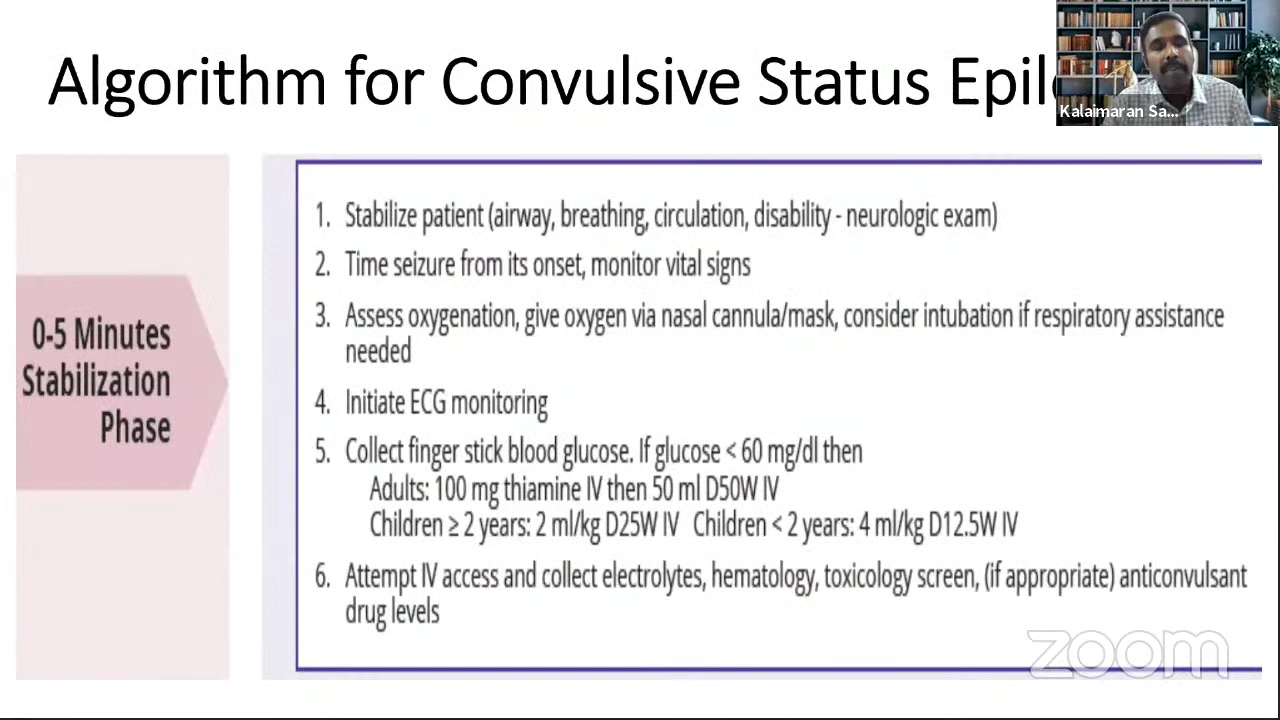 Algorithm for Convulsive Status Epil
Kalaimaran Sa...
0-5 Minutes
Stabilization
Phase
1. Stabilize patient (airway, breathing, circulation, disability - neurologic exam)
2. Time seizure from its onset, monitor vital signs
3. Assess oxygenation, give oxygen via nasal cannula/mask, consider intubation if respiratory assistance
needed
4. Initiate ECG monitoring
5. Collect finger stick blood glucose. If glucose < 60 mg/dl then
Adults: 100 mg thiamine IV then 50 ml D50W IV
Children ≥ 2 years: 2 ml/kg D25W IV Children < 2 years: 4 ml/kg D12.5W IV
6. Attempt IV access and collect electrolytes, hematology, toxicology screen, (if appropriate) anticonvulsant
drug levels
zoom